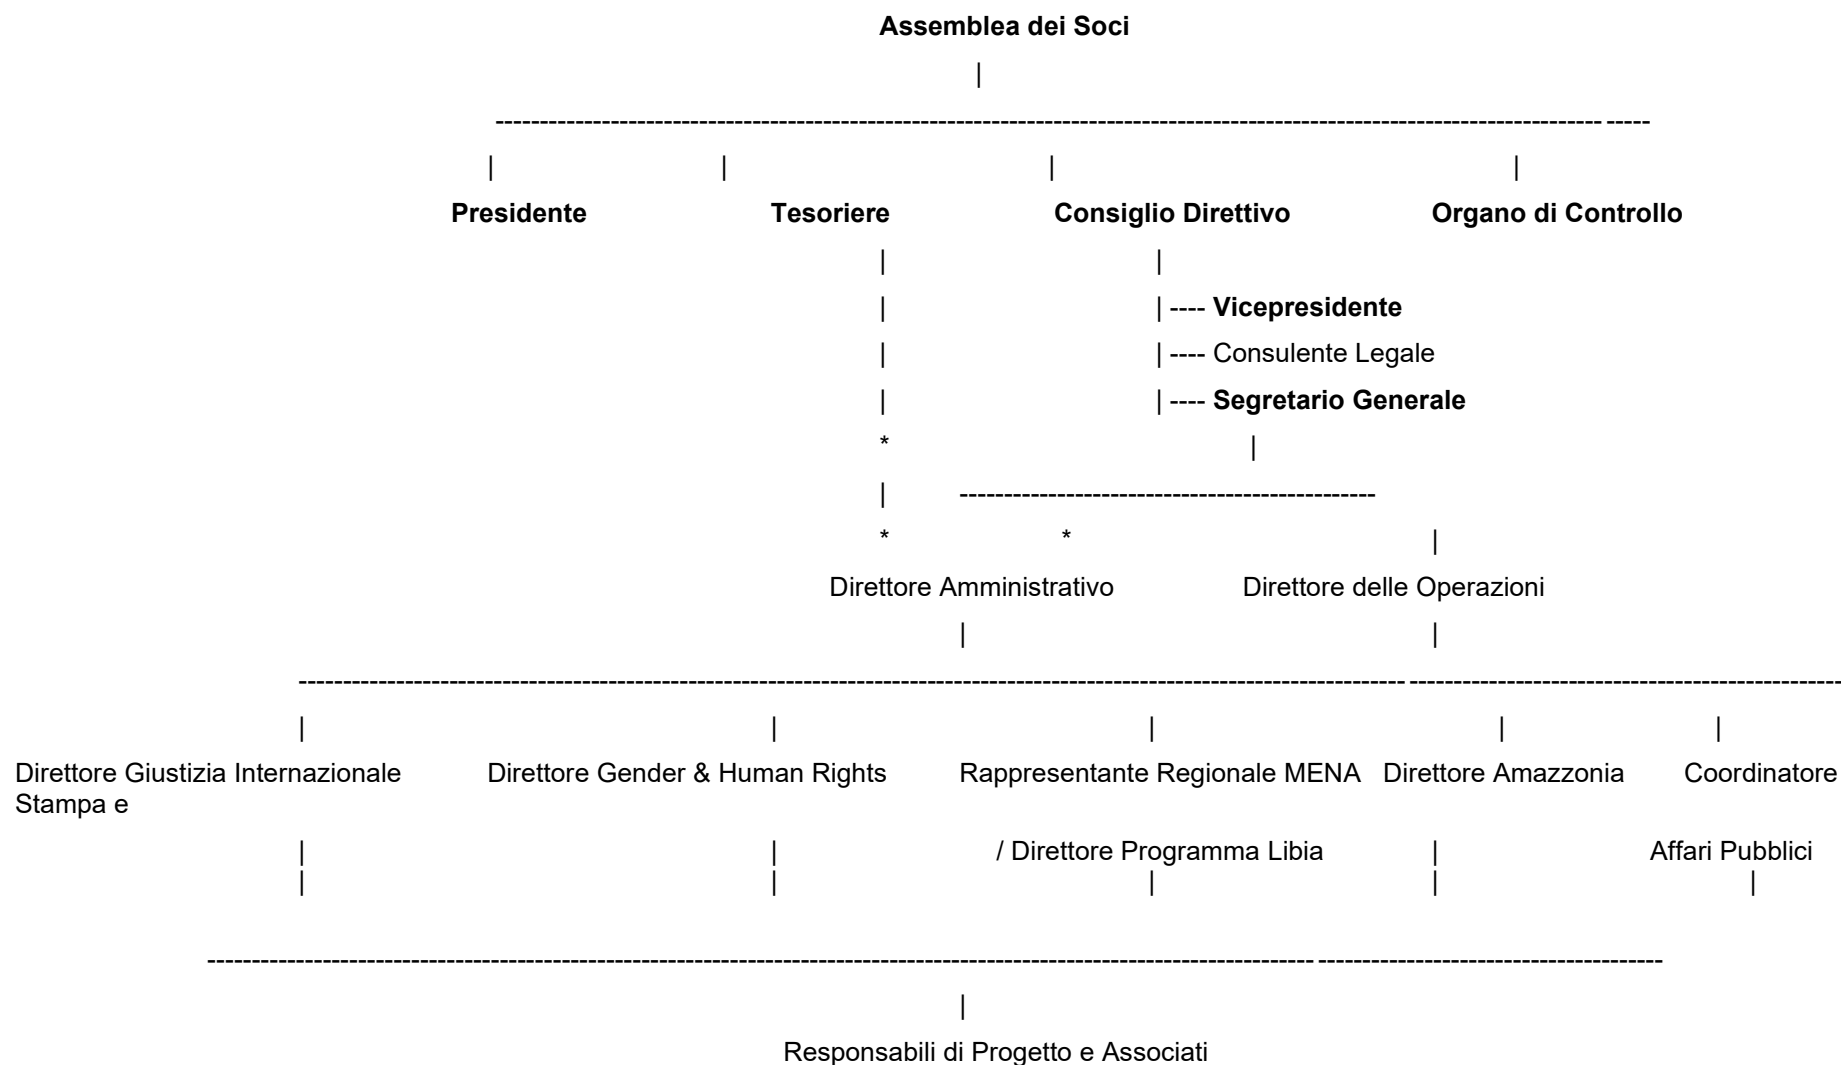 Assemblea dei Soci
|
----------------------------------------------------------------------------------------------------------------------------- -----
| | | |
Presidente Tesoriere Consiglio Direttivo Organo di Controllo
| |
| | ---- Vicepresidente
| | ---- Consulente Legale
| | ---- Segretario Generale
* |
| -----------------------------------------------
* * |
Direttore Amministrativo Direttore delle Operazioni
| |
----------------------------------------------------------------------------------------------------------------------------- -------------------------------------------------
| | | | |
Direttore Giustizia Internazionale Direttore Gender & Human Rights Rappresentante Regionale MENA Direttore Amazzonia Coordinatore
Stampa e
| | / Direttore Programma Libia | Affari Pubblici
| | | | |
----------------------------------------------------------------------------------------------------------------------------- ---------------------------------------
|
Responsabili di Progetto e Associati